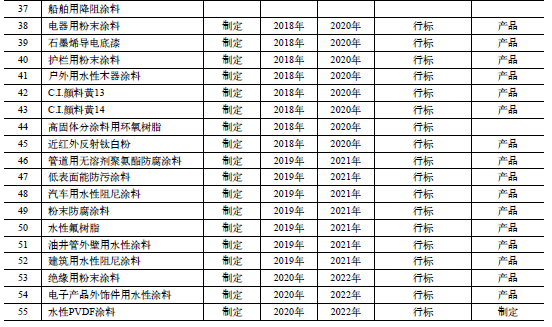 37 船舶用降阻涂料
38 电器用粉末涂料 制定 2018年 2020年 行标 产品
39 石墨烯导电底漆 制定 2018年 2020年 行标 产品
40 护栏用粉末涂料 制定 2018年 2020年 行标 产品
41 户外用水性木器涂料 制定 2018年 2020年 行标 产品
42 C.I.颜料黄13 制定 2018年 2020年 行标 产品
43 C.I.颜料黄14 制定 2018年 2020年 行标 产品
44 高固体分涂料用环氧树脂 制定 2018年 2020年 行标
45 近红外反射钛白粉 制定 2018年 2020年 行标 产品
46 管道用无溶剂聚氨酯防腐涂料 制定 2019年 2021年 行标 产品
47 低表面能防污涂料 制定 2019年 2021年 行标 产品
48 汽车用水性阻尼涂料 制定 2019年 2021年 行标 产品
49 粉末防腐涂料 制定 2019年 2021年 行标 产品
50 水性氟树脂 制定 2019年 2021年 行标 产品
51 油井管外壁用水性涂料 制定 2019年 2021年 行标 产品
52 建筑用水性阻尼涂料 制定 2019年 2021年 行标 产品
53 绝缘用粉末涂料 制定 2020年 2022年 行标 产品
54 电子产品外饰件用水性涂料 制定 2020年 2022年 行标 产品
55 水性PVDF涂料 制定 2020年 2022年 行标 制定